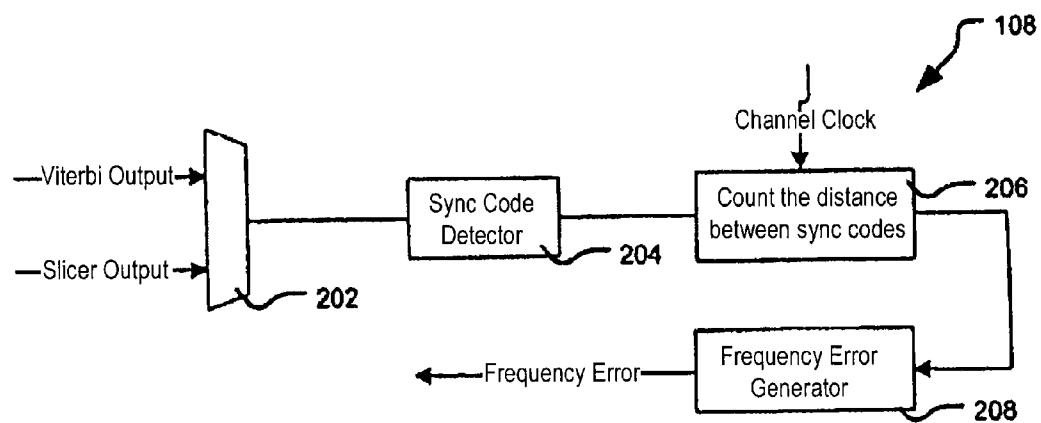 108
Channel Clock
Viterbi Output
Sync Code
Detector
Count the distance
between sync codes
206
204
Slicer Output
202
Frequency Error
Frequency Error
Generator
208